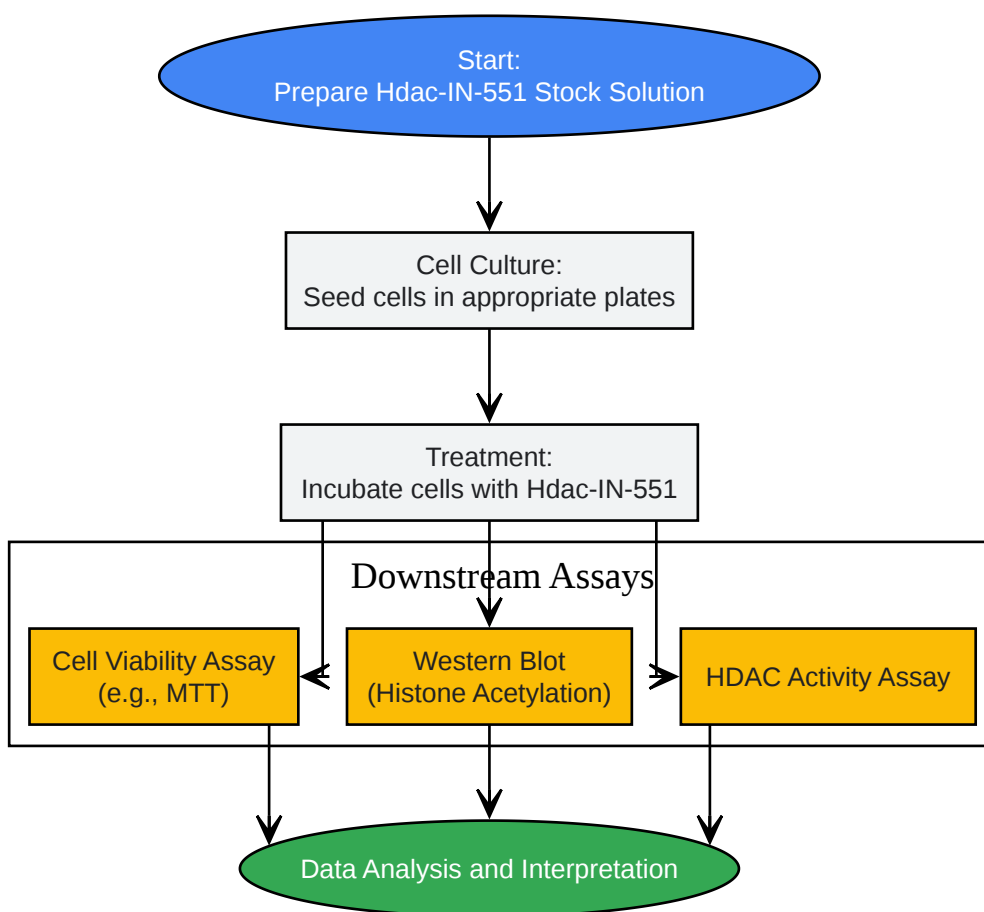 Start:
Prepare Hdac-IN-551 Stock Solution
Cell Culture:
Seed cells in appropriate plates
Treatment:
Incubate cells with Hdac-IN-551
Downstream Assays
Cell Viability Assay
(e.g., MTT)
Western Blot
(Histone Acetylation)
HDAC Activity Assay
Data Analysis and Interpretation